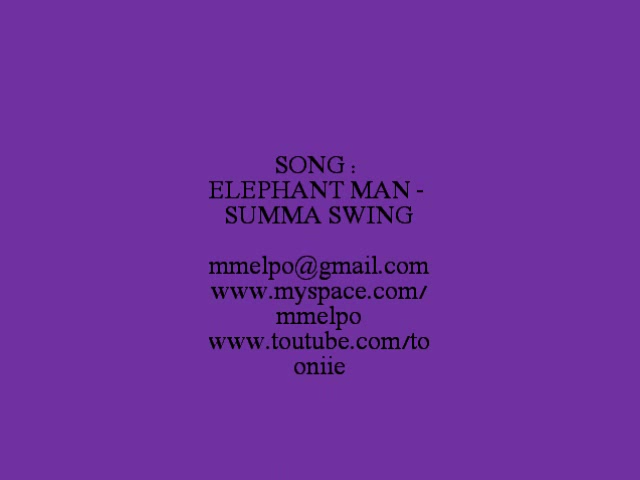 SONG :
ELEPHANT MAN -
SUMMA SWING
mmelpo@gmail.com
www.myspace.com/
mmelpo
www.toutube.com/to
oniie